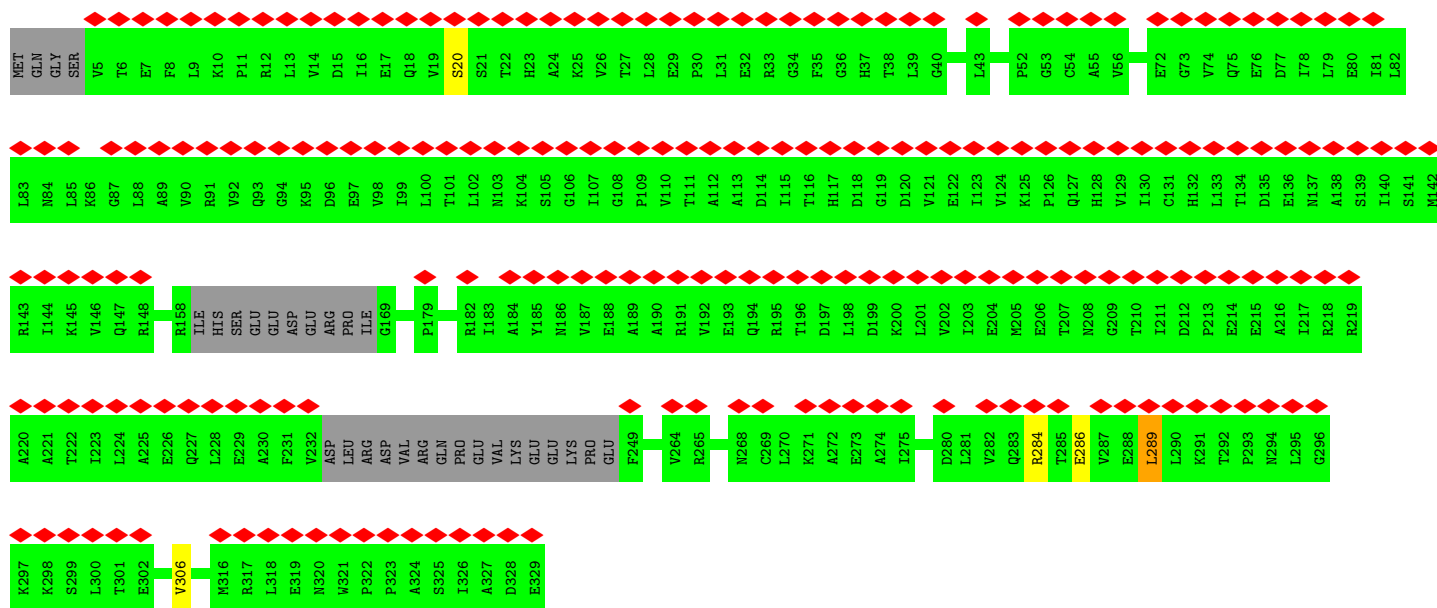 MET GLN GLY SER V5 T6 E7 F8 L9 K10 P11 R12 L13 V14 D15 I16 E17 Q18 V19 S20 S21 T22 H23 A24 K25 V26 T27 L28 E29 P30 L31 E32 R33 G34 F35 G36 H37 T38 L39 G40 L43 P52 G53 C54 A55 V56 E72 G73 V74 Q75 E76 D77 I78 L79 E80 I81 L82
L83 N84 L85 K86 G87 L88 A89 V90 R91 V92 Q93 G94 K95 D96 E97 V98 I99 L100 T101 L102 N103 K104 S105 G106 I107 G108 P109 V110 T111 A112 A113 D114 I115 T116 H117 D118 G119 D120 V121 E122 I123 V124 K125 P126 Q127 H128 V129 I130 C131 H132 L133 T134 D135 E136 N137 A138 S139 I140 S141 M142
R143 I144 K145 V146 Q147 R148 R158 ILE HIS SER GLU GLU ASP GLU ARG PRO ILE G169 P179 R182 I183 A184 Y185 N186 V187 E188 A189 A190 R191 V192 E193 Q194 R195 T196 D197 L198 D199 K200 L201 V202 I203 E204 M205 E206 T207 N208 G209 T210 I211 D212 P213 E214 E215 A216 I217 R218 R219
A220 A221 T222 I223 L224 A225 E226 Q227 L228 E229 A230 F231 V232 ASP LEU ARG ASP VAL ARG GLN PRO GLU VAL LYS GLU GLU LYS PRO GLU F249 V264 R265 N268 C269 L270 K271 A272 E273 A274 I275 D280 L281 V282 Q283 R284 T285 E286 V287 E288 L289 L290 K291 T292 P293 N294 L295 G296
K297 K298 S299 L300 T301 E302 V306 M316 R317 L318 E319 N320 W321 P322 P323 A324 S325 I326 A327 D328 E329